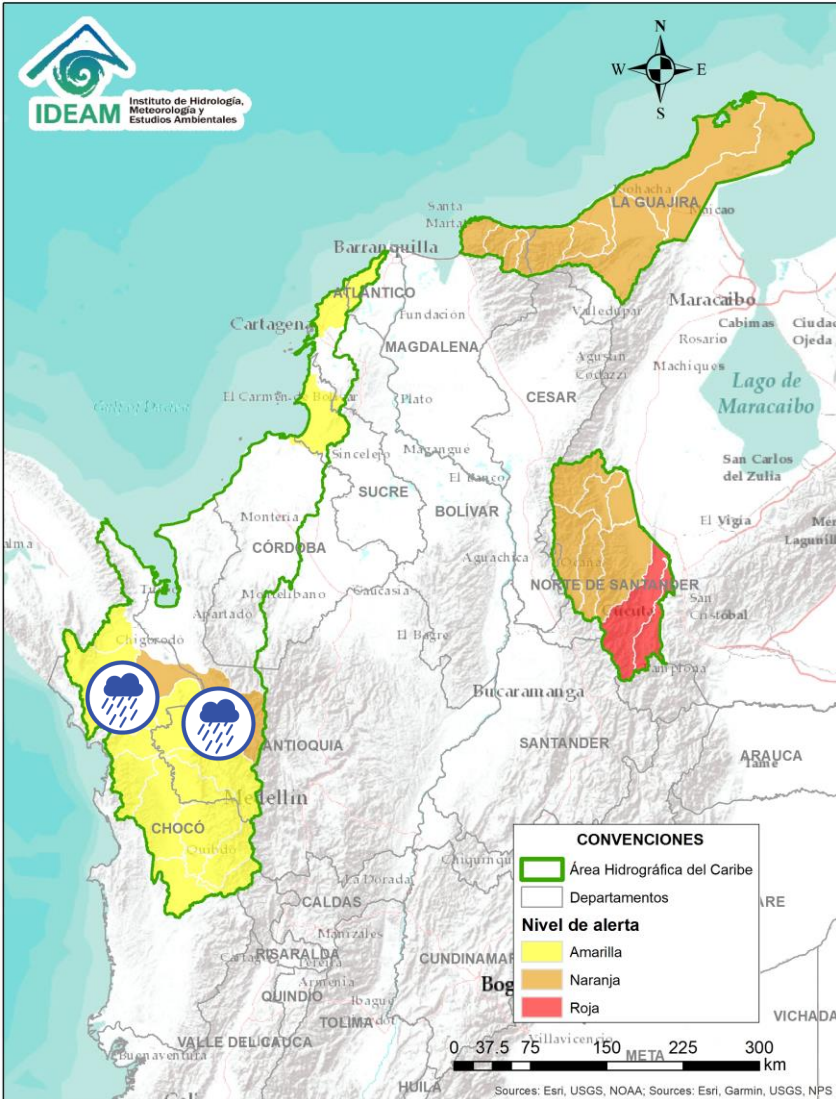 IDEAM
Instituto de Hidrología,
Meteorología y
Estudios Ambientales
N
W
E
S
LA GUAJIRA
Maicao
Santa
Marta
Barranquilla
ATLÁNTICO
Maracaibo
Cartagena
Fundación
Valledupar
Cabimas
Ciudad
Ojeda
Rosario
MAGDALENA
Agustín
Codazzi
Machiques
El Carmen de Bolívar
Plato
CESAR
Lago de
Maracaibo
Sincelejo
Magangue
San Carlos
del Zulia
SUCRE
El Banco
BOLÍVAR
Montería
El Vigía
CÓRDOBA
Aguachica
Ocaña
NORTE DE SANTANDER
Montelibano
Caucasia
Apartado
Cúcuta
San
Cristóbal
Chigorodó
El Bagre
Pamplona
Bucaramanga
ANTIOQUIA
SANTANDER
ARAUCA
Tame
Medellín
CHOCÓ
Quibdó
La Dorada
CALDAS
Manizales
RISARALDA
Pereira
Armenia
QUINDÍO
Ibagué
TOLIMA
VALLE DEL CAUCA
Buenaventura
HUILA
Villavicencio
META
VICHADA
CONVENCIONES
Área Hidrográfica del Caribe
Departamentos
Nivel de alerta
Amarilla
Naranja
Roja
0 37.5 75 150 225 300
km
Sources: Esri, USGS, NOAA; Sources: Esri, Garmin, USGS, NPS